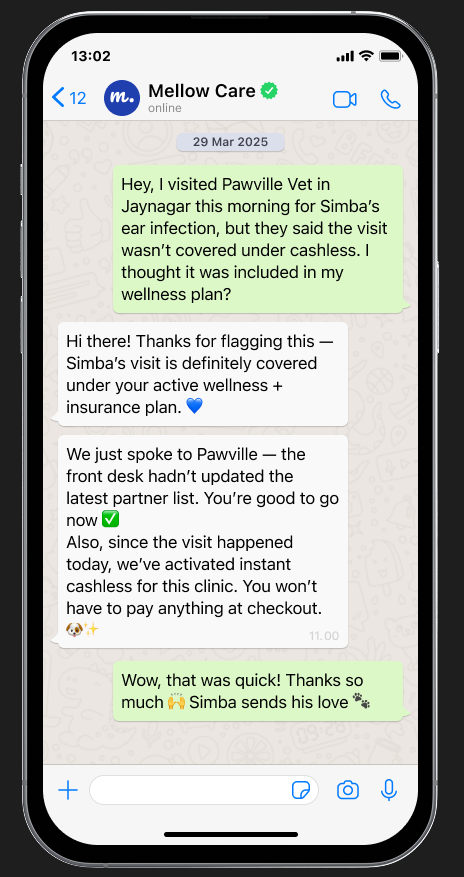 13:02
12
m.
Mellow Care
online
29 Mar 2025
Hey, I visited Pawville Vet in
Jaynagar this morning for Simba’s
ear infection, but they said the visit
wasn’t covered under cashless. I
thought it was included in my
wellness plan?
Hi there! Thanks for flagging this —
Simba’s visit is definitely covered
under your active wellness +
insurance plan. 💙
We just spoke to Pawville — the
front desk hadn’t updated the
latest partner list. You’re good to go
now ✅
Also, since the visit happened
today, we’ve activated instant
cashless for this clinic. You won’t
have to pay anything at checkout.
🐶✨
11.00
Wow, that was quick! Thanks so
much 🙌 Simba sends his love 🐾